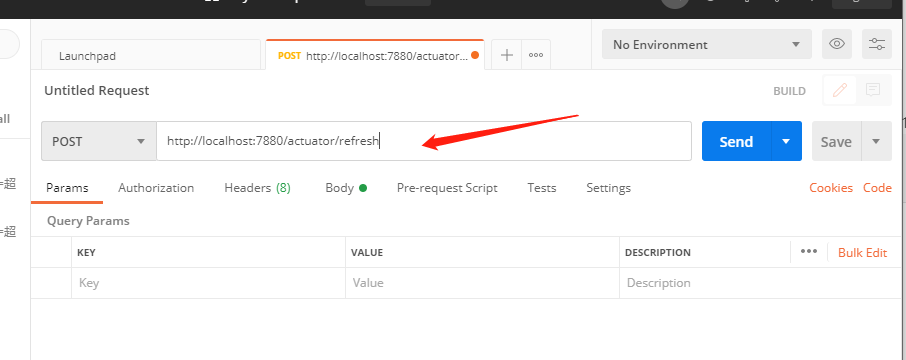 No Environment
Launchpad
POST http://localhost:7880/actuator...
Untitled Request
BUILD
all
POST
http://localhost:7880/actuator/refresh
Send
Save
=超
Params
Authorization
Headers (8)
Body
Pre-request Script
Tests
Settings
Cookies
Code
Query Params
=超
KEY
VALUE
DESCRIPTION
Bulk Edit
Key
Value
Description